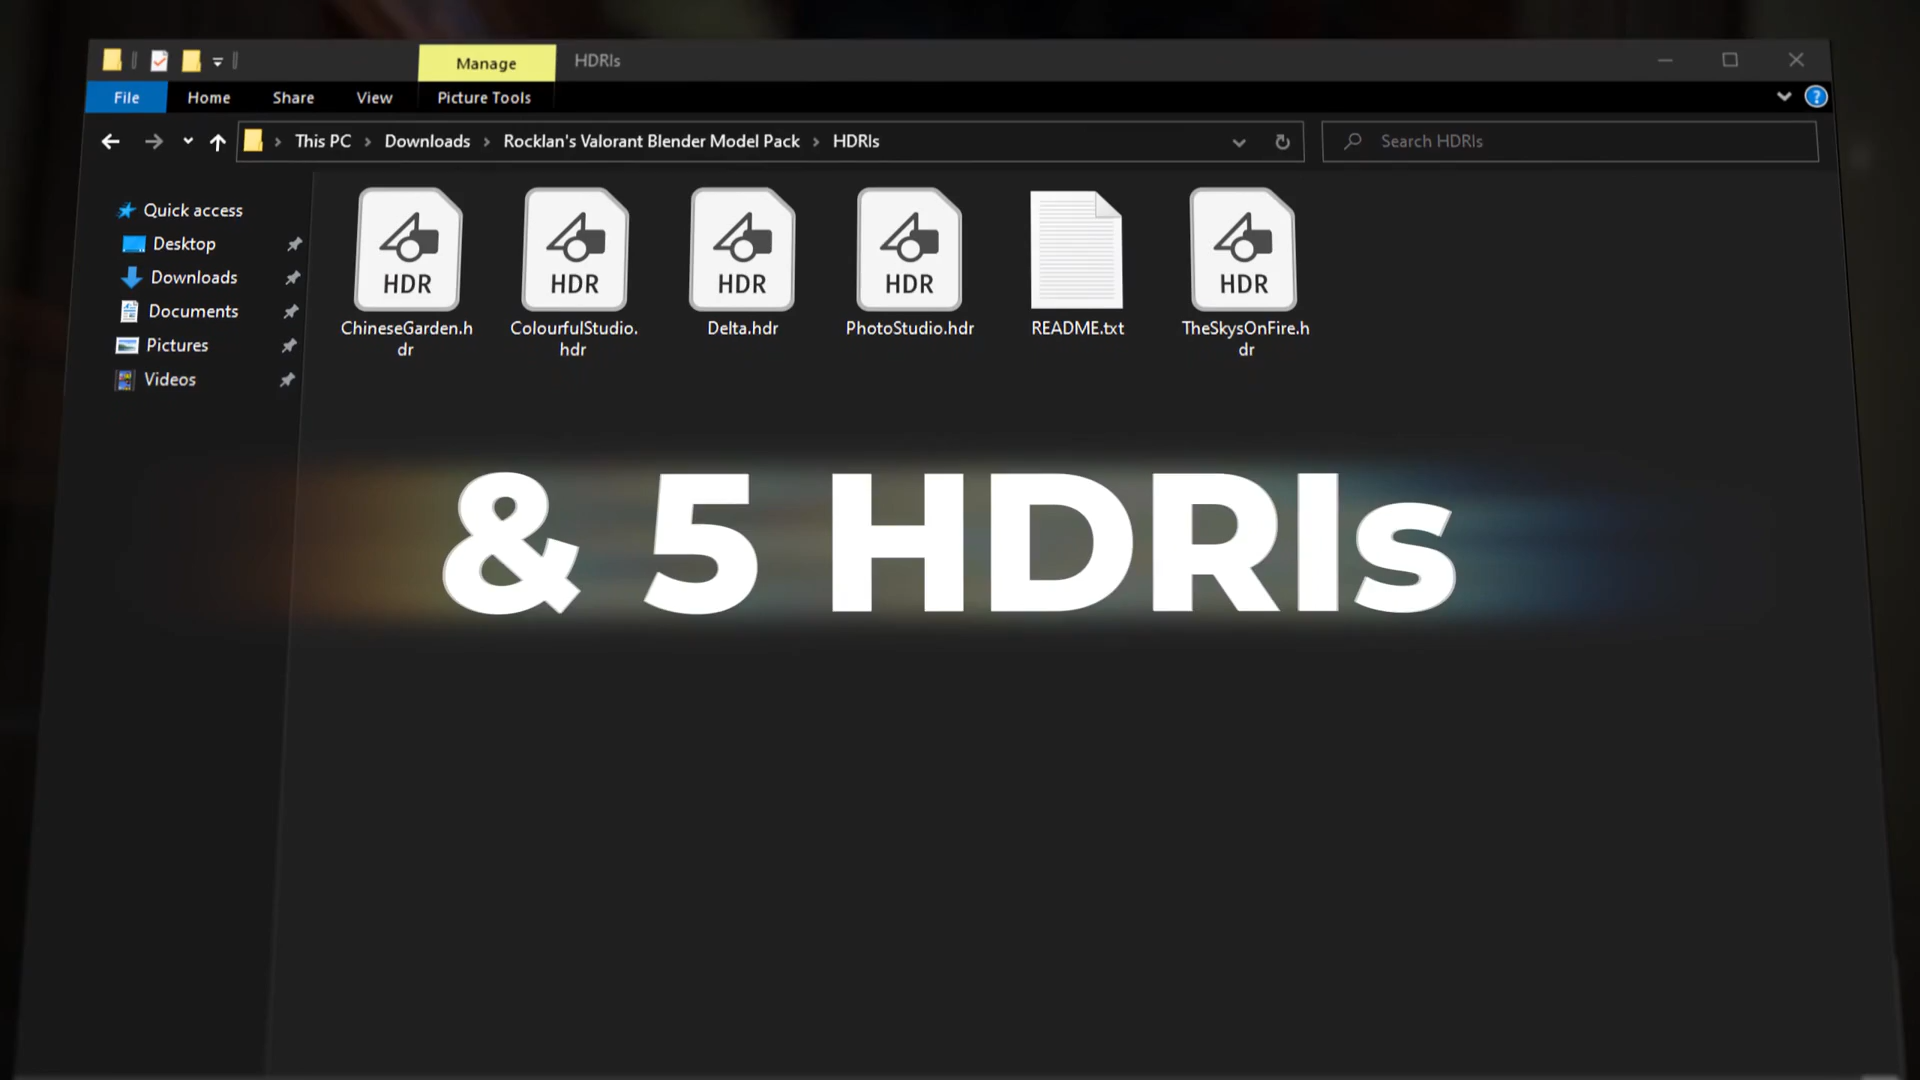 Manage
HDRIs
File
Home
Share
View
Picture Tools
This PC > Downloads > Rocklan's Valorant Blender Model Pack > HDRIs
Search HDRIs
Quick access
Desktop
Downloads
Documents
Pictures
Videos
HDR
HDR
HDR
HDR
HDR
ChineseGarden.h
dr
ColourfulStudio.
hdr
Delta.hdr
PhotoStudio.hdr
README.txt
TheSkysOnFire.h
dr
& 5 HDRIs